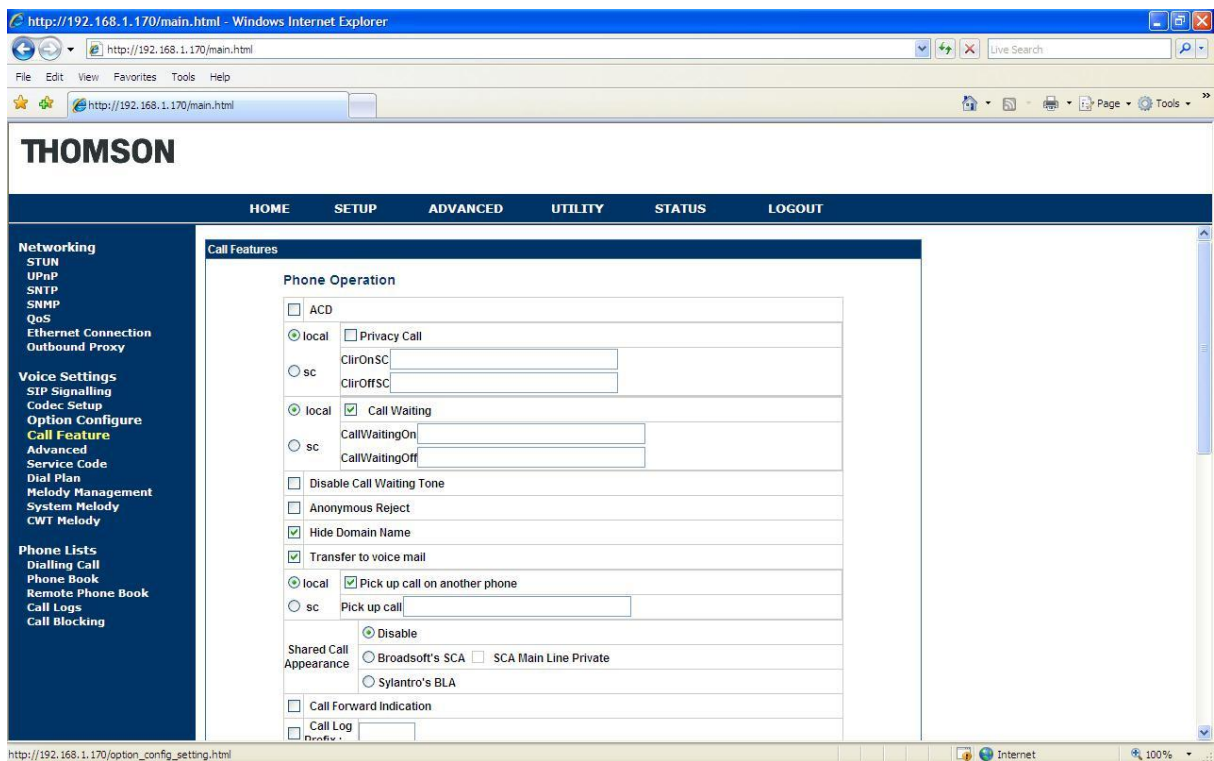 http://192.168.1.170/main.html - Windows Internet Explorer
http://192.168.1.170/main.html
Live Search
File Edit View Favorites Tools Help
http://192.168.1.170/main.html
Page Tools
THOMSON
HOME SETUP ADVANCED UTILITY STATUS LOGOUT
Networking
STUN
UPnP
SNTP
SNMP
QoS
Ethernet Connection
Outbound Proxy
Voice Settings
SIP Signalling
Codec Setup
Option Configure
Call Feature
Advanced
Service Code
Dial Plan
Melody Management
System Melody
CWT Melody
Phone Lists
Dialling Call
Phone Book
Remote Phone Book
Call Logs
Call Blocking
Call Features
Phone Operation
ACD
local Privacy Call
sc
ClirOnSC
ClirOffSC
local Call Waiting
sc
CallWaitingOn
CallWaitingOff
Disable Call Waiting Tone
Anonymous Reject
Hide Domain Name
Transfer to voice mail
local Pick up call on another phone
sc Pick up call
Shared Call Appearance
Disable
Broadsoft's SCA SCA Main Line Private
Sylantro's BLA
Call Forward Indication
Call Log
Prefix :
http://192.168.1.170/option_config_setting.html
Internet
100%